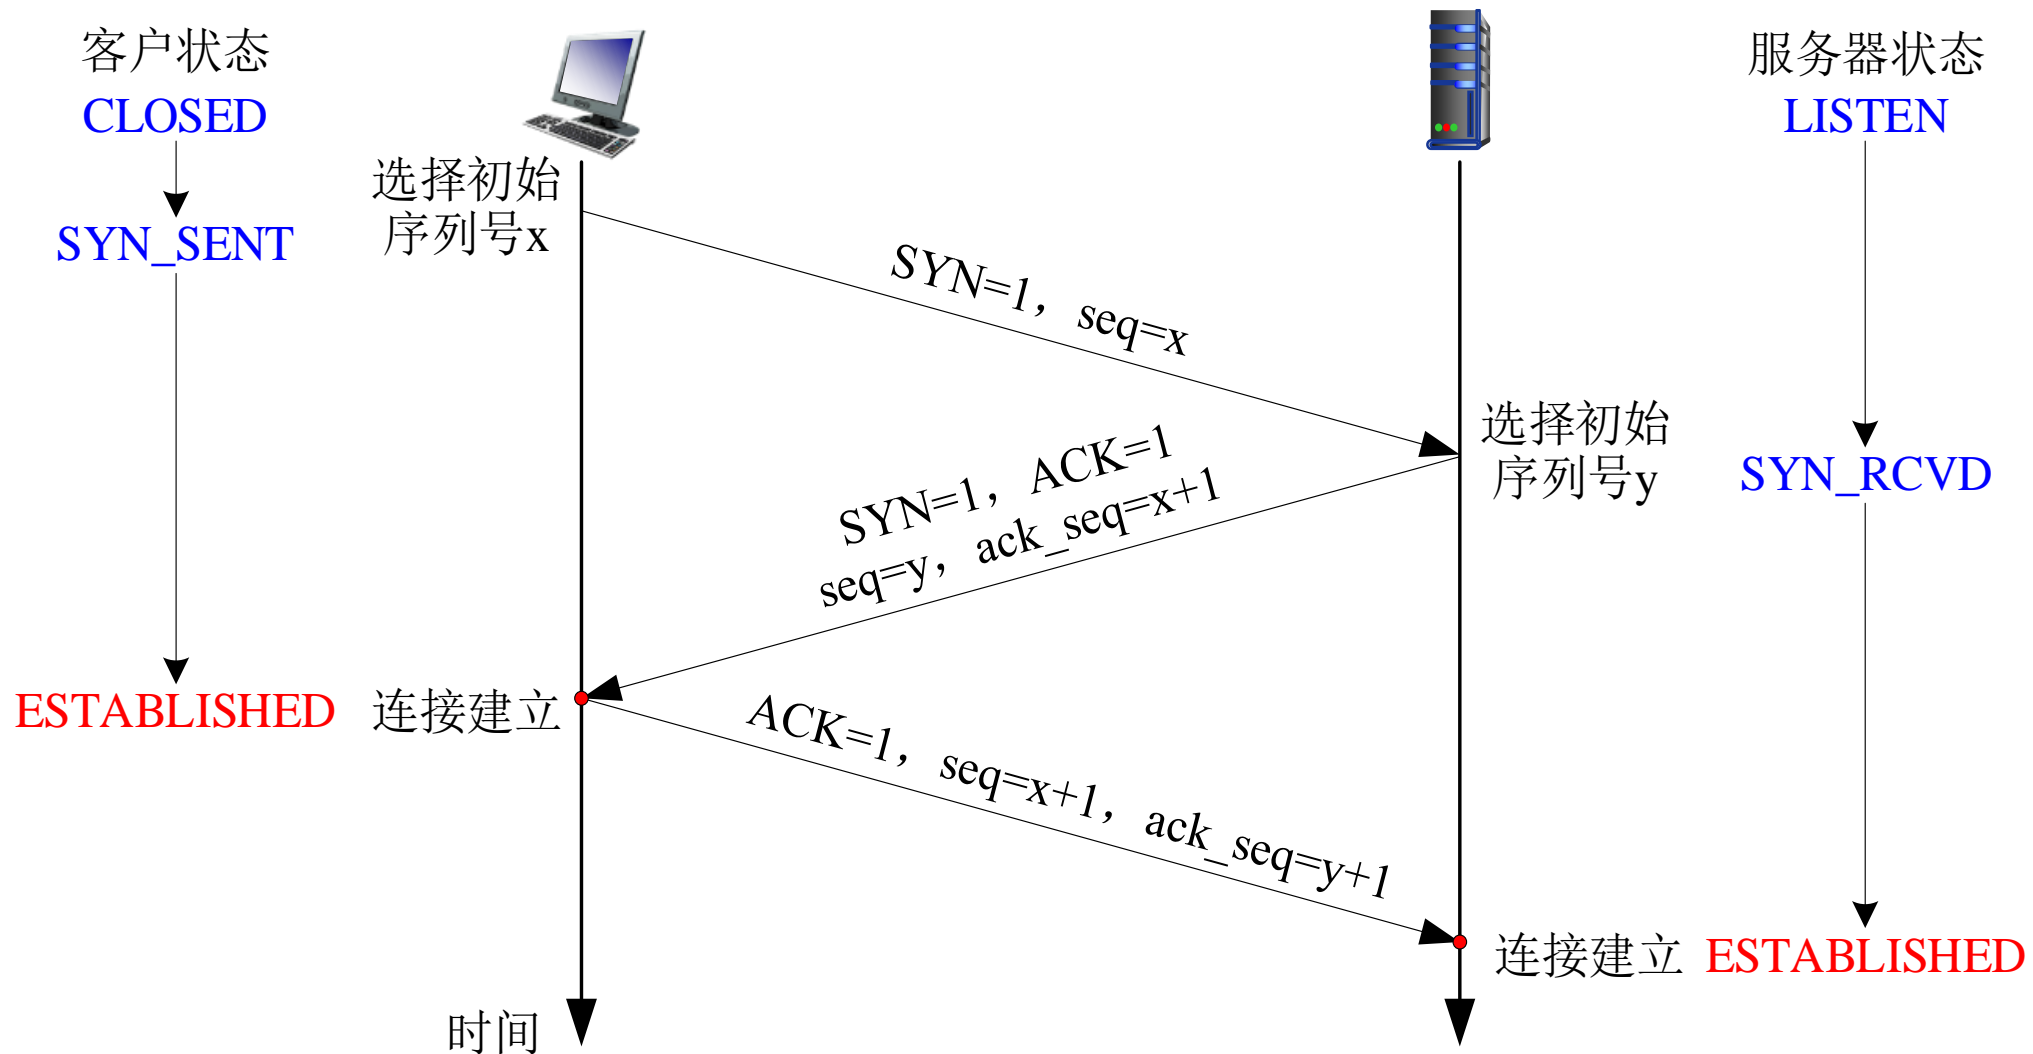 客户状态
CLOSED
SYN_SENT
ESTABLISHED
选择初始
序列号x
连接建立
时间
SYN=1，seq=x
SYN=1，ACK=1
seq=y，ack_seq=x+1
ACK=1，seq=x+1，ack_seq=y+1
选择初始
序列号y
连接建立
服务器状态
LISTEN
SYN_RCVD
ESTABLISHED